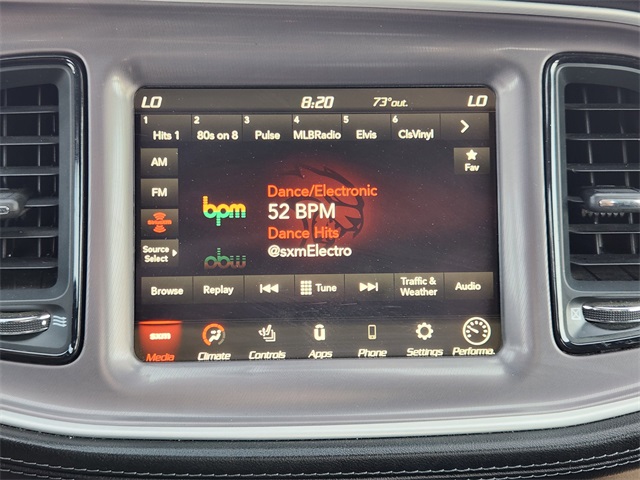 LO 8:20 73°out. LO
1 Hits 1 2 80s on 8 3 Pulse 4 MLBRadio 5 Elvis 6 ClsVinyl
AM
Fav
FM
Dance/Electronic
bpm 52 BPM
Dance Hits
Source Select
@sxmElectro
Browse Replay Tune Traffic & Weather Audio
Media Climate Controls Apps Phone Settings Performa.